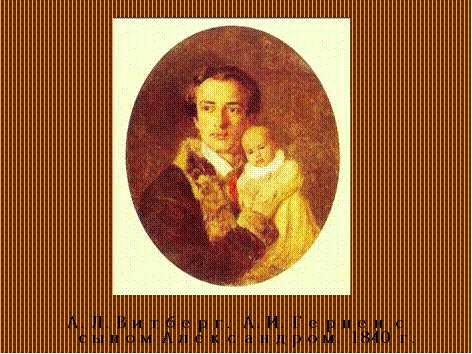 А. Л. Витберг. А. И. Герцен с
сыном Александром 1840 г.